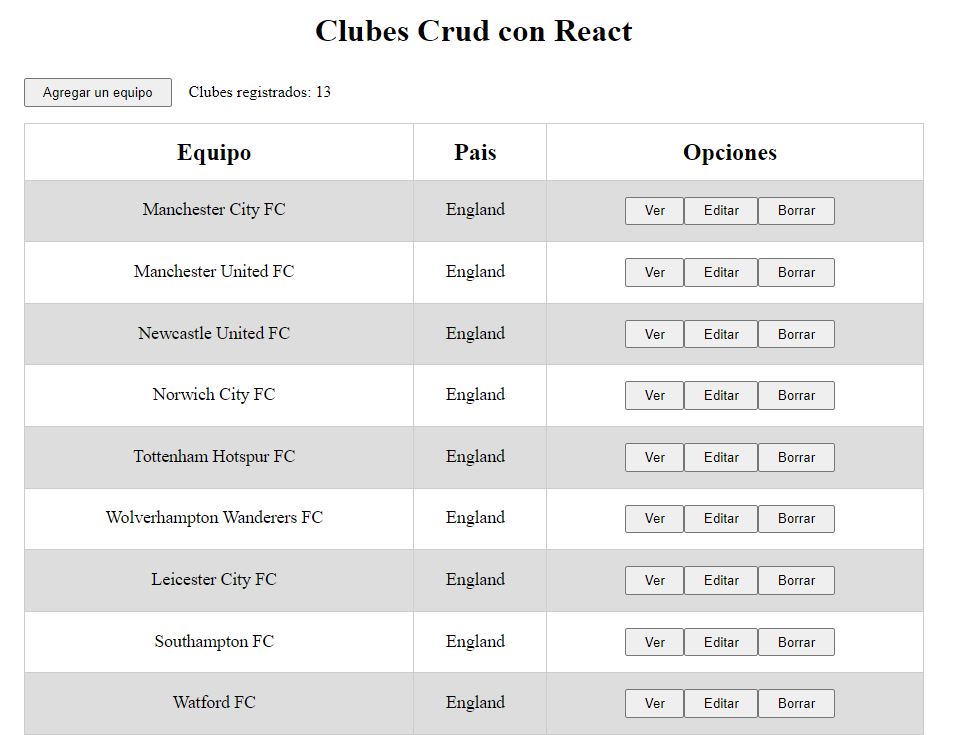 Clubes Crud con React
Agregar un equipo Clubes registrados: 13
Equipo Pais Opciones
Manchester City FC England Ver Editar Borrar
Manchester United FC England Ver Editar Borrar
Newcastle United FC England Ver Editar Borrar
Norwich City FC England Ver Editar Borrar
Tottenham Hotspur FC England Ver Editar Borrar
Wolverhampton Wanderers FC England Ver Editar Borrar
Leicester City FC England Ver Editar Borrar
Southampton FC England Ver Editar Borrar
Watford FC England Ver Editar Borrar